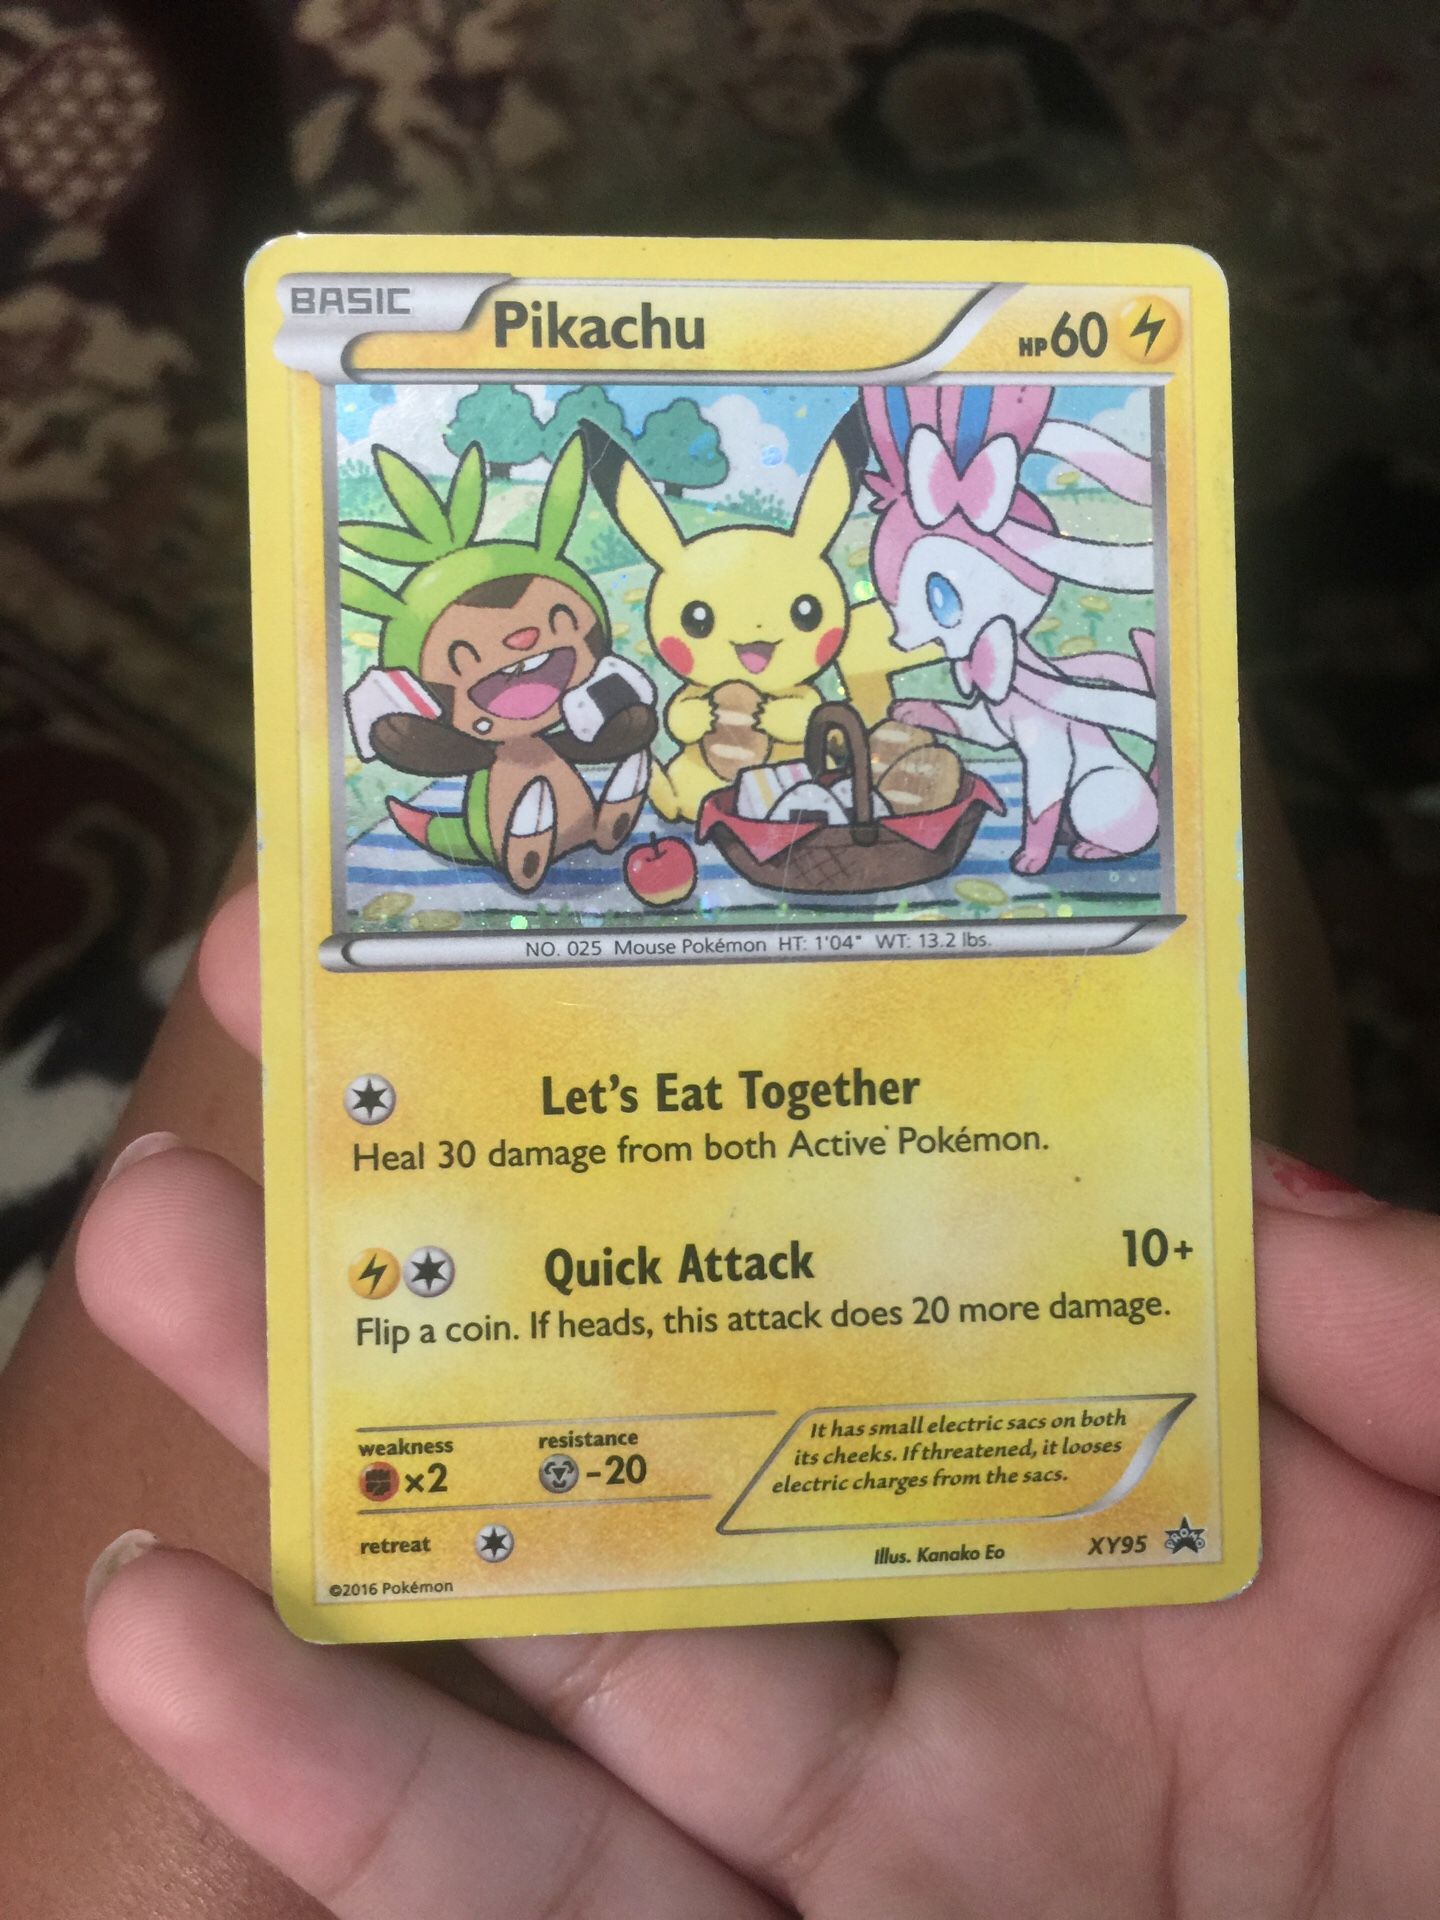 BASIC Pikachu HP60
NO. 025 Mouse Pokémon HT: 1'04" WT: 13.2 lbs.
Let's Eat Together
Heal 30 damage from both Active Pokémon.
Quick Attack 10+
Flip a coin. If heads, this attack does 20 more damage.
weakness
×2
resistance
-20
retreat
It has small electric sacs on both
its cheeks. If threatened, it looses
electric charges from the sacs.
Illus. Kanako Eo
XY95 PROMO
©2016 Pokémon